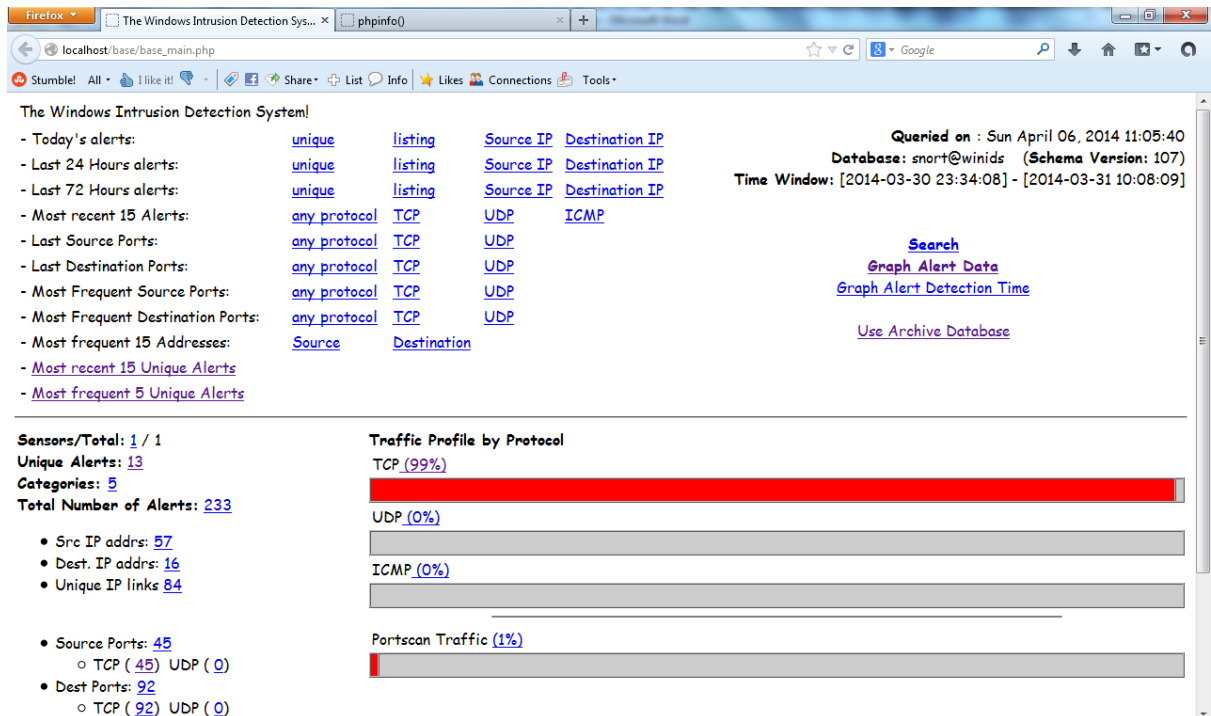 Firefox
The Windows Intrusion Detection Sys... ×
phpinfo() ×
+
localhost/base/base_main.php
Google
Stumble! All I like it! Share List Info Likes Connections Tools
The Windows Intrusion Detection System!
- Today's alerts: unique listing Source IP Destination IP
- Last 24 Hours alerts: unique listing Source IP Destination IP
- Last 72 Hours alerts: unique listing Source IP Destination IP
- Most recent 15 Alerts: any protocol TCP UDP ICMP
- Last Source Ports: any protocol TCP UDP
- Last Destination Ports: any protocol TCP UDP
- Most Frequent Source Ports: any protocol TCP UDP
- Most Frequent Destination Ports: any protocol TCP UDP
- Most frequent 15 Addresses: Source Destination
- Most recent 15 Unique Alerts
- Most frequent 5 Unique Alerts
Queried on : Sun April 06, 2014 11:05:40
Database: snort@winids (Schema Version: 107)
Time Window: [2014-03-30 23:34:08] - [2014-03-31 10:08:09]
Search
Graph Alert Data
Graph Alert Detection Time
Use Archive Database
Sensors/Total: 1 / 1
Unique Alerts: 13
Categories: 5
Total Number of Alerts: 233
• Src IP addrs: 57
• Dest. IP addrs: 16
• Unique IP links 84
• Source Ports: 45
○ TCP ( 45) UDP ( 0)
• Dest Ports: 92
○ TCP ( 92) UDP ( 0)
Traffic Profile by Protocol
TCP (99%)
UDP (0%)
ICMP (0%)
Portscan Traffic (1%)